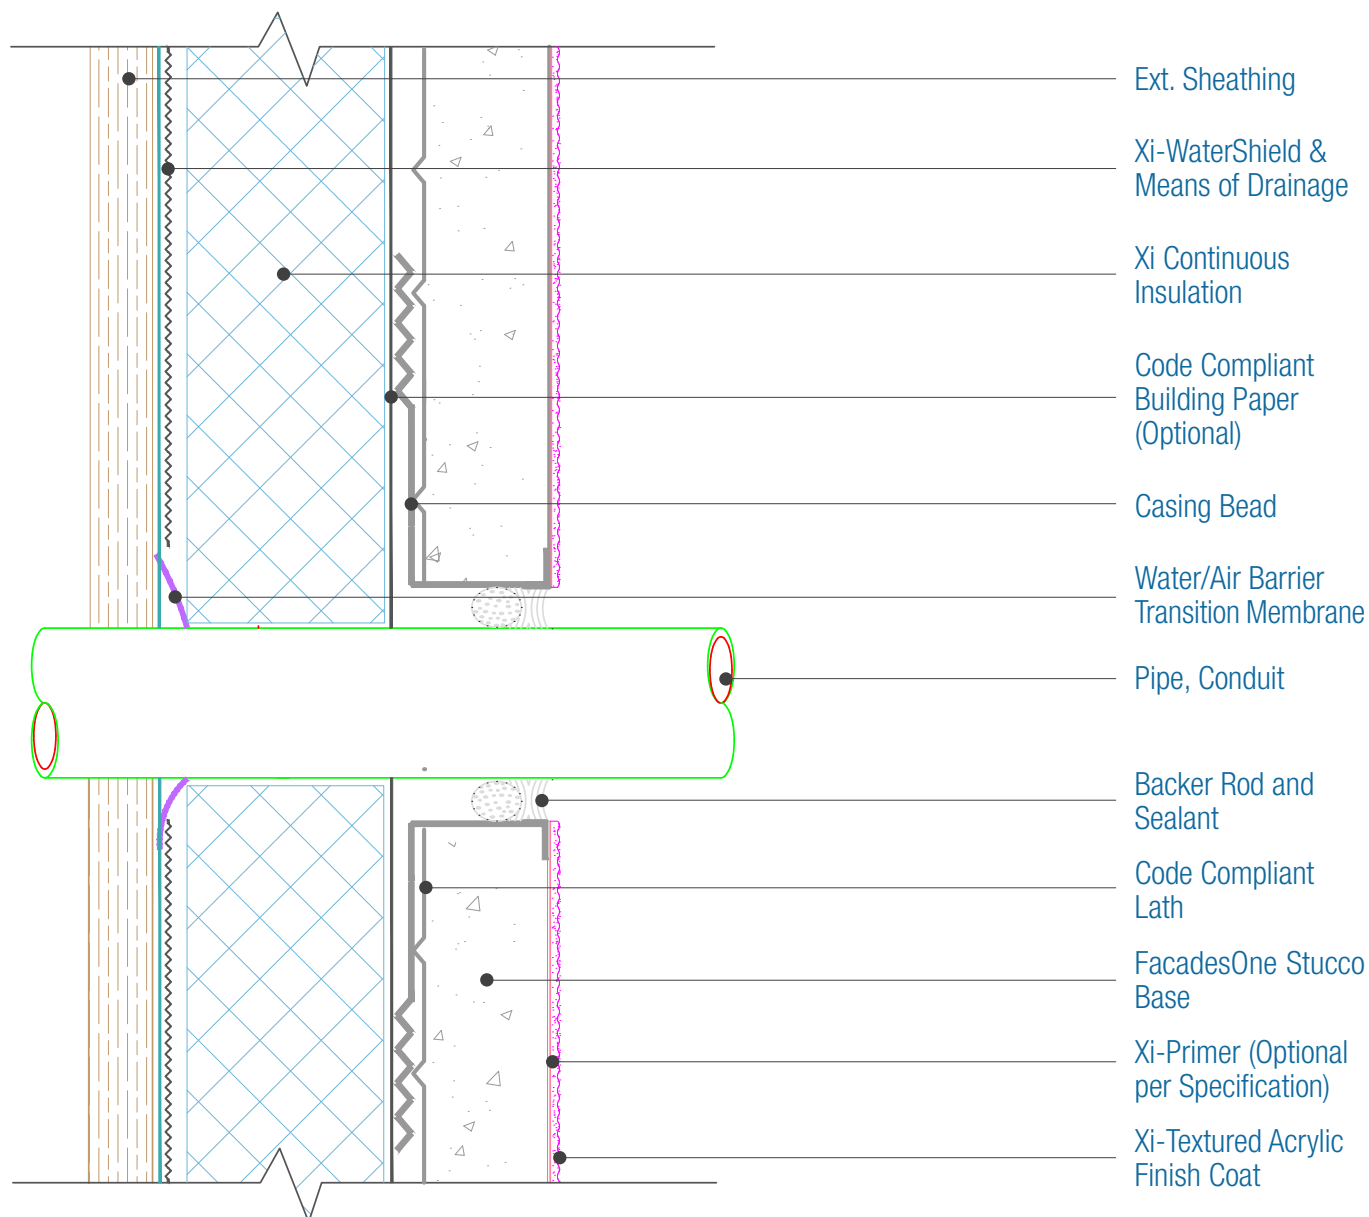 Ext. Sheathing
Xi-WaterShield &
Means of Drainage
Xi Continuous
Insulation
Code Compliant
Building Paper
(Optional)
Casing Bead
Water/Air Barrier
Transition Membrane
Pipe, Conduit
Backer Rod and
Sealant
Code Compliant
Lath
FacadesOne Stucco
Base
Xi-Primer (Optional
per Specification)
Xi-Textured Acrylic
Finish Coat